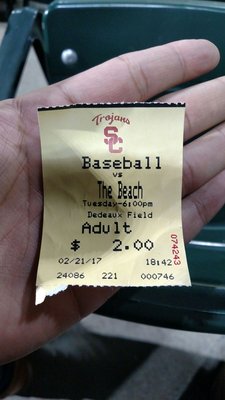 Trojans
SC
Baseball
vs
The Beach
Tuesday-6:00pm
Dedeaux Field
Adult
$ 2.00
02/21/17 18:42
24086 221 000746
074243